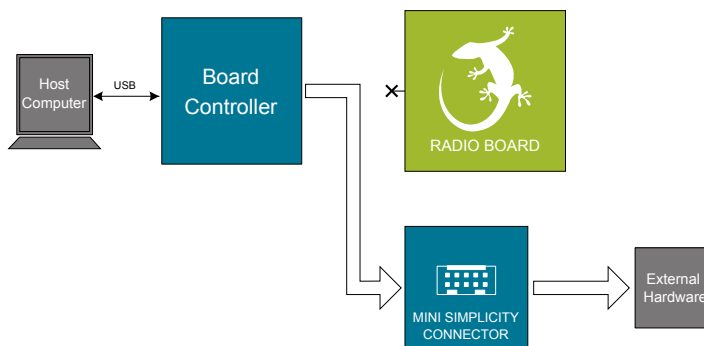 Host
Computer
USB
Board
Controller
RADIO BOARD
MINI SIMPLICITY
CONNECTOR
External
Hardware